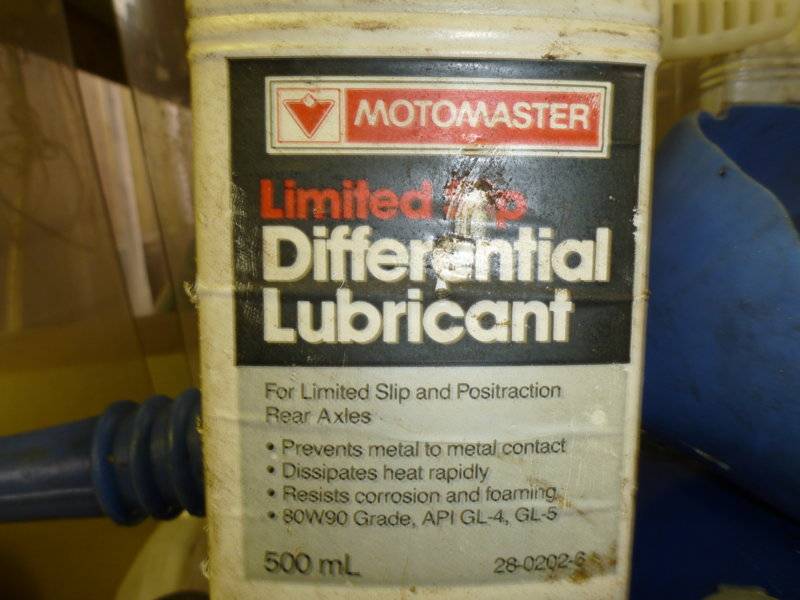 MOTOMASTER
Limited Slip
Differential
Lubricant
For Limited Slip and Positraction
Rear Axles
• Prevents metal to metal contact
• Dissipates heat rapidly
• Resists corrosion and foaming
• 80W90 Grade, API GL-4, GL-5
500 mL 28-0202-6